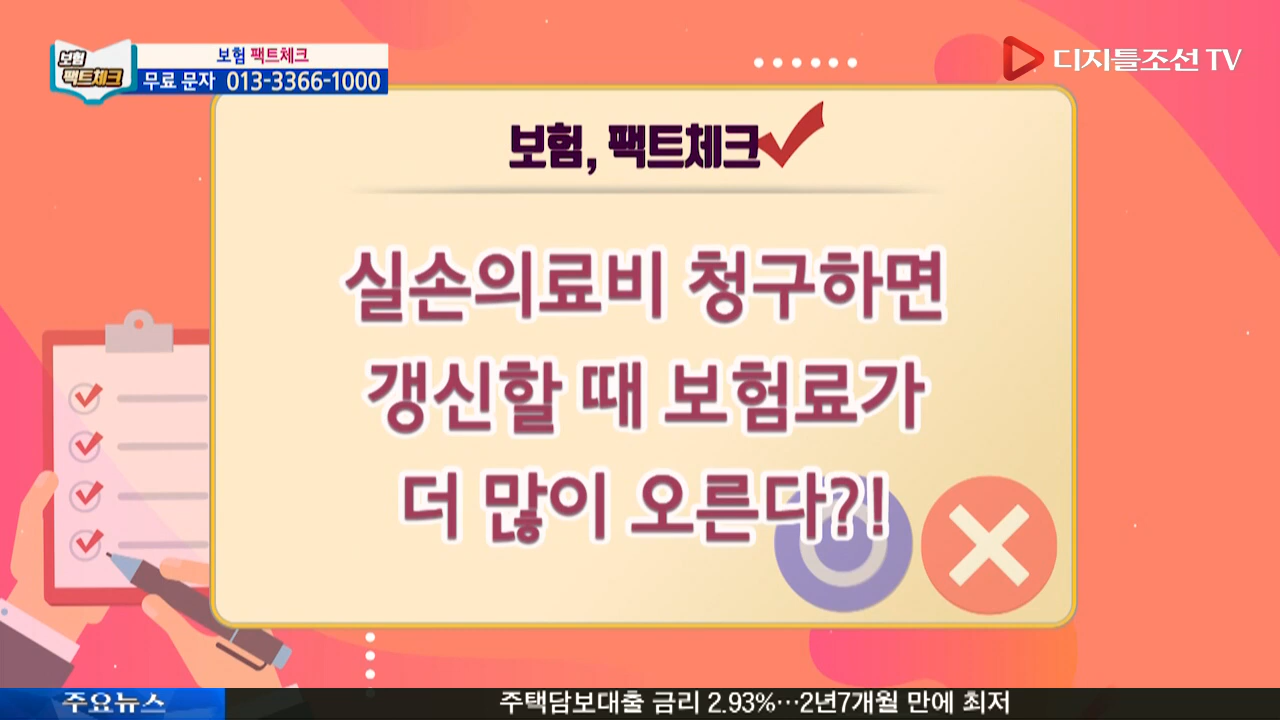 보험
팩트체크
보험 팩트체크
무료 문자 013-3366-1000
디지틀조선 TV
보험, 팩트체크
실손의료비 청구하면
갱신할 때 보험료가
더 많이 오른다?!
주요뉴스
주택담보대출 금리 2.93%…2년7개월 만에 최저